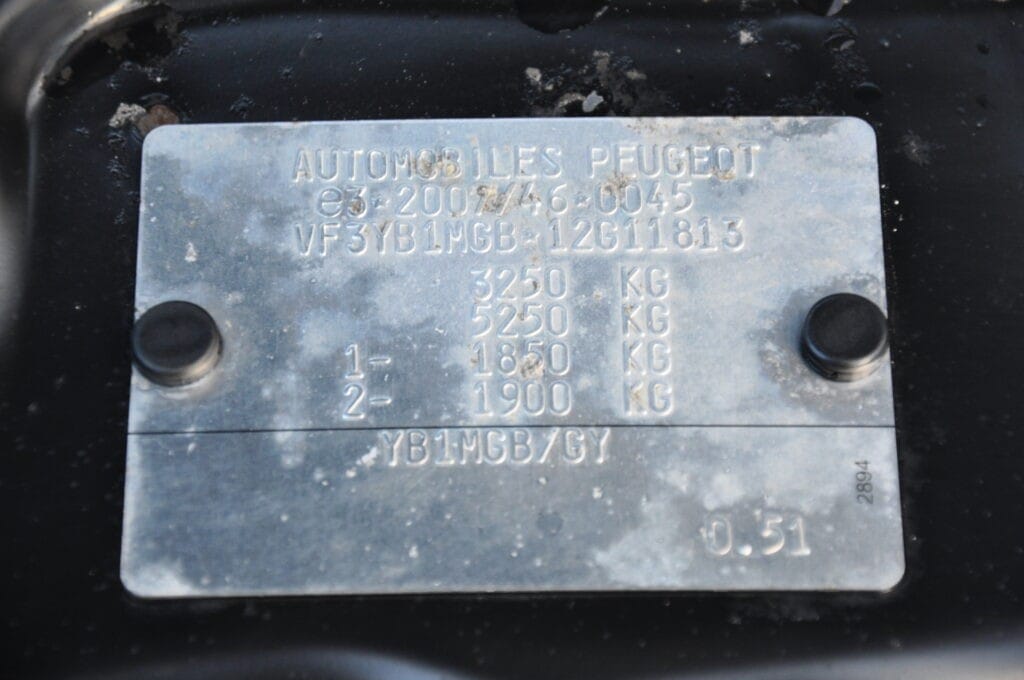 AUTOMOBILES PEUGEOT
e3*2007/46*0045
VF3YB1MGB*12G11813
3250 KG
5250 KG
1- 1850 KG
2- 1900 KG
YB1MGB/GY
2894
0.51